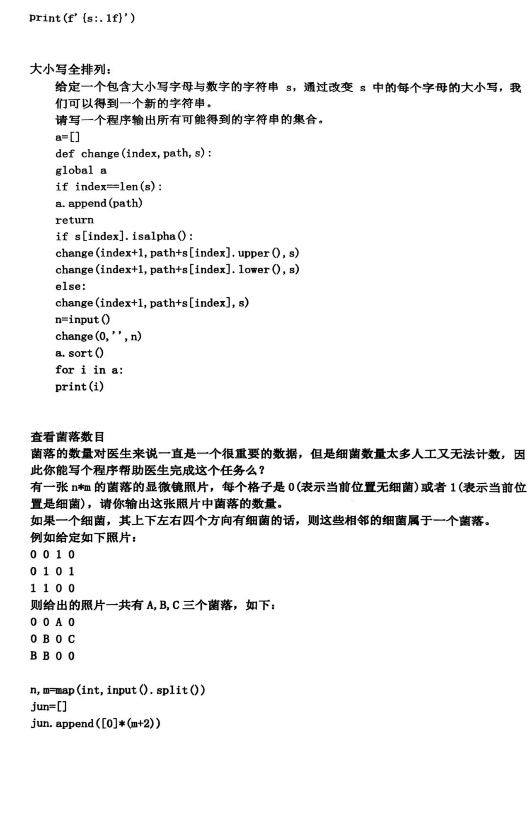 print(f'{s:.1f}')
大小写全排列：
给定一个包含大小写字母与数字的字符串 s，通过改变 s 中的每个字母的大小写，我
们可以得到一个新的字符串。
请写一个程序输出所有可能得到的字符串的集合。
a=[]
def change(index,path,s):
global a
if index==len(s):
a.append(path)
return
if s[index].isalpha():
change(index+1,path+s[index].upper(),s)
change(index+1,path+s[index].lower(),s)
else:
change(index+1,path+s[index],s)
n=input()
change(0,'',n)
a.sort()
for i in a:
print(i)
查看菌落数目
菌落的数量对医生来说一直是一个很重要的数据，但是细菌数量太多人工又无法计数，因
此你能写个程序帮助医生完成这个任务么？
有一张 n*m 的菌落的显微镜照片，每个格子是 0(表示当前位置无细菌)或者 1(表示当前位
置是细菌)，请你输出这张照片中菌落的数量。
如果一个细菌，其上下左右四个方向有细菌的话，则这些相邻的细菌属于一个菌落。
例如给定如下照片：
0 0 1 0
0 1 0 1
1 1 0 0
则给出的照片一共有 A,B,C 三个菌落，如下：
0 0 A 0
0 B 0 C
B B 0 0
n,m=map(int,input().split())
jun=[]
jun.append([0]*(m+2))